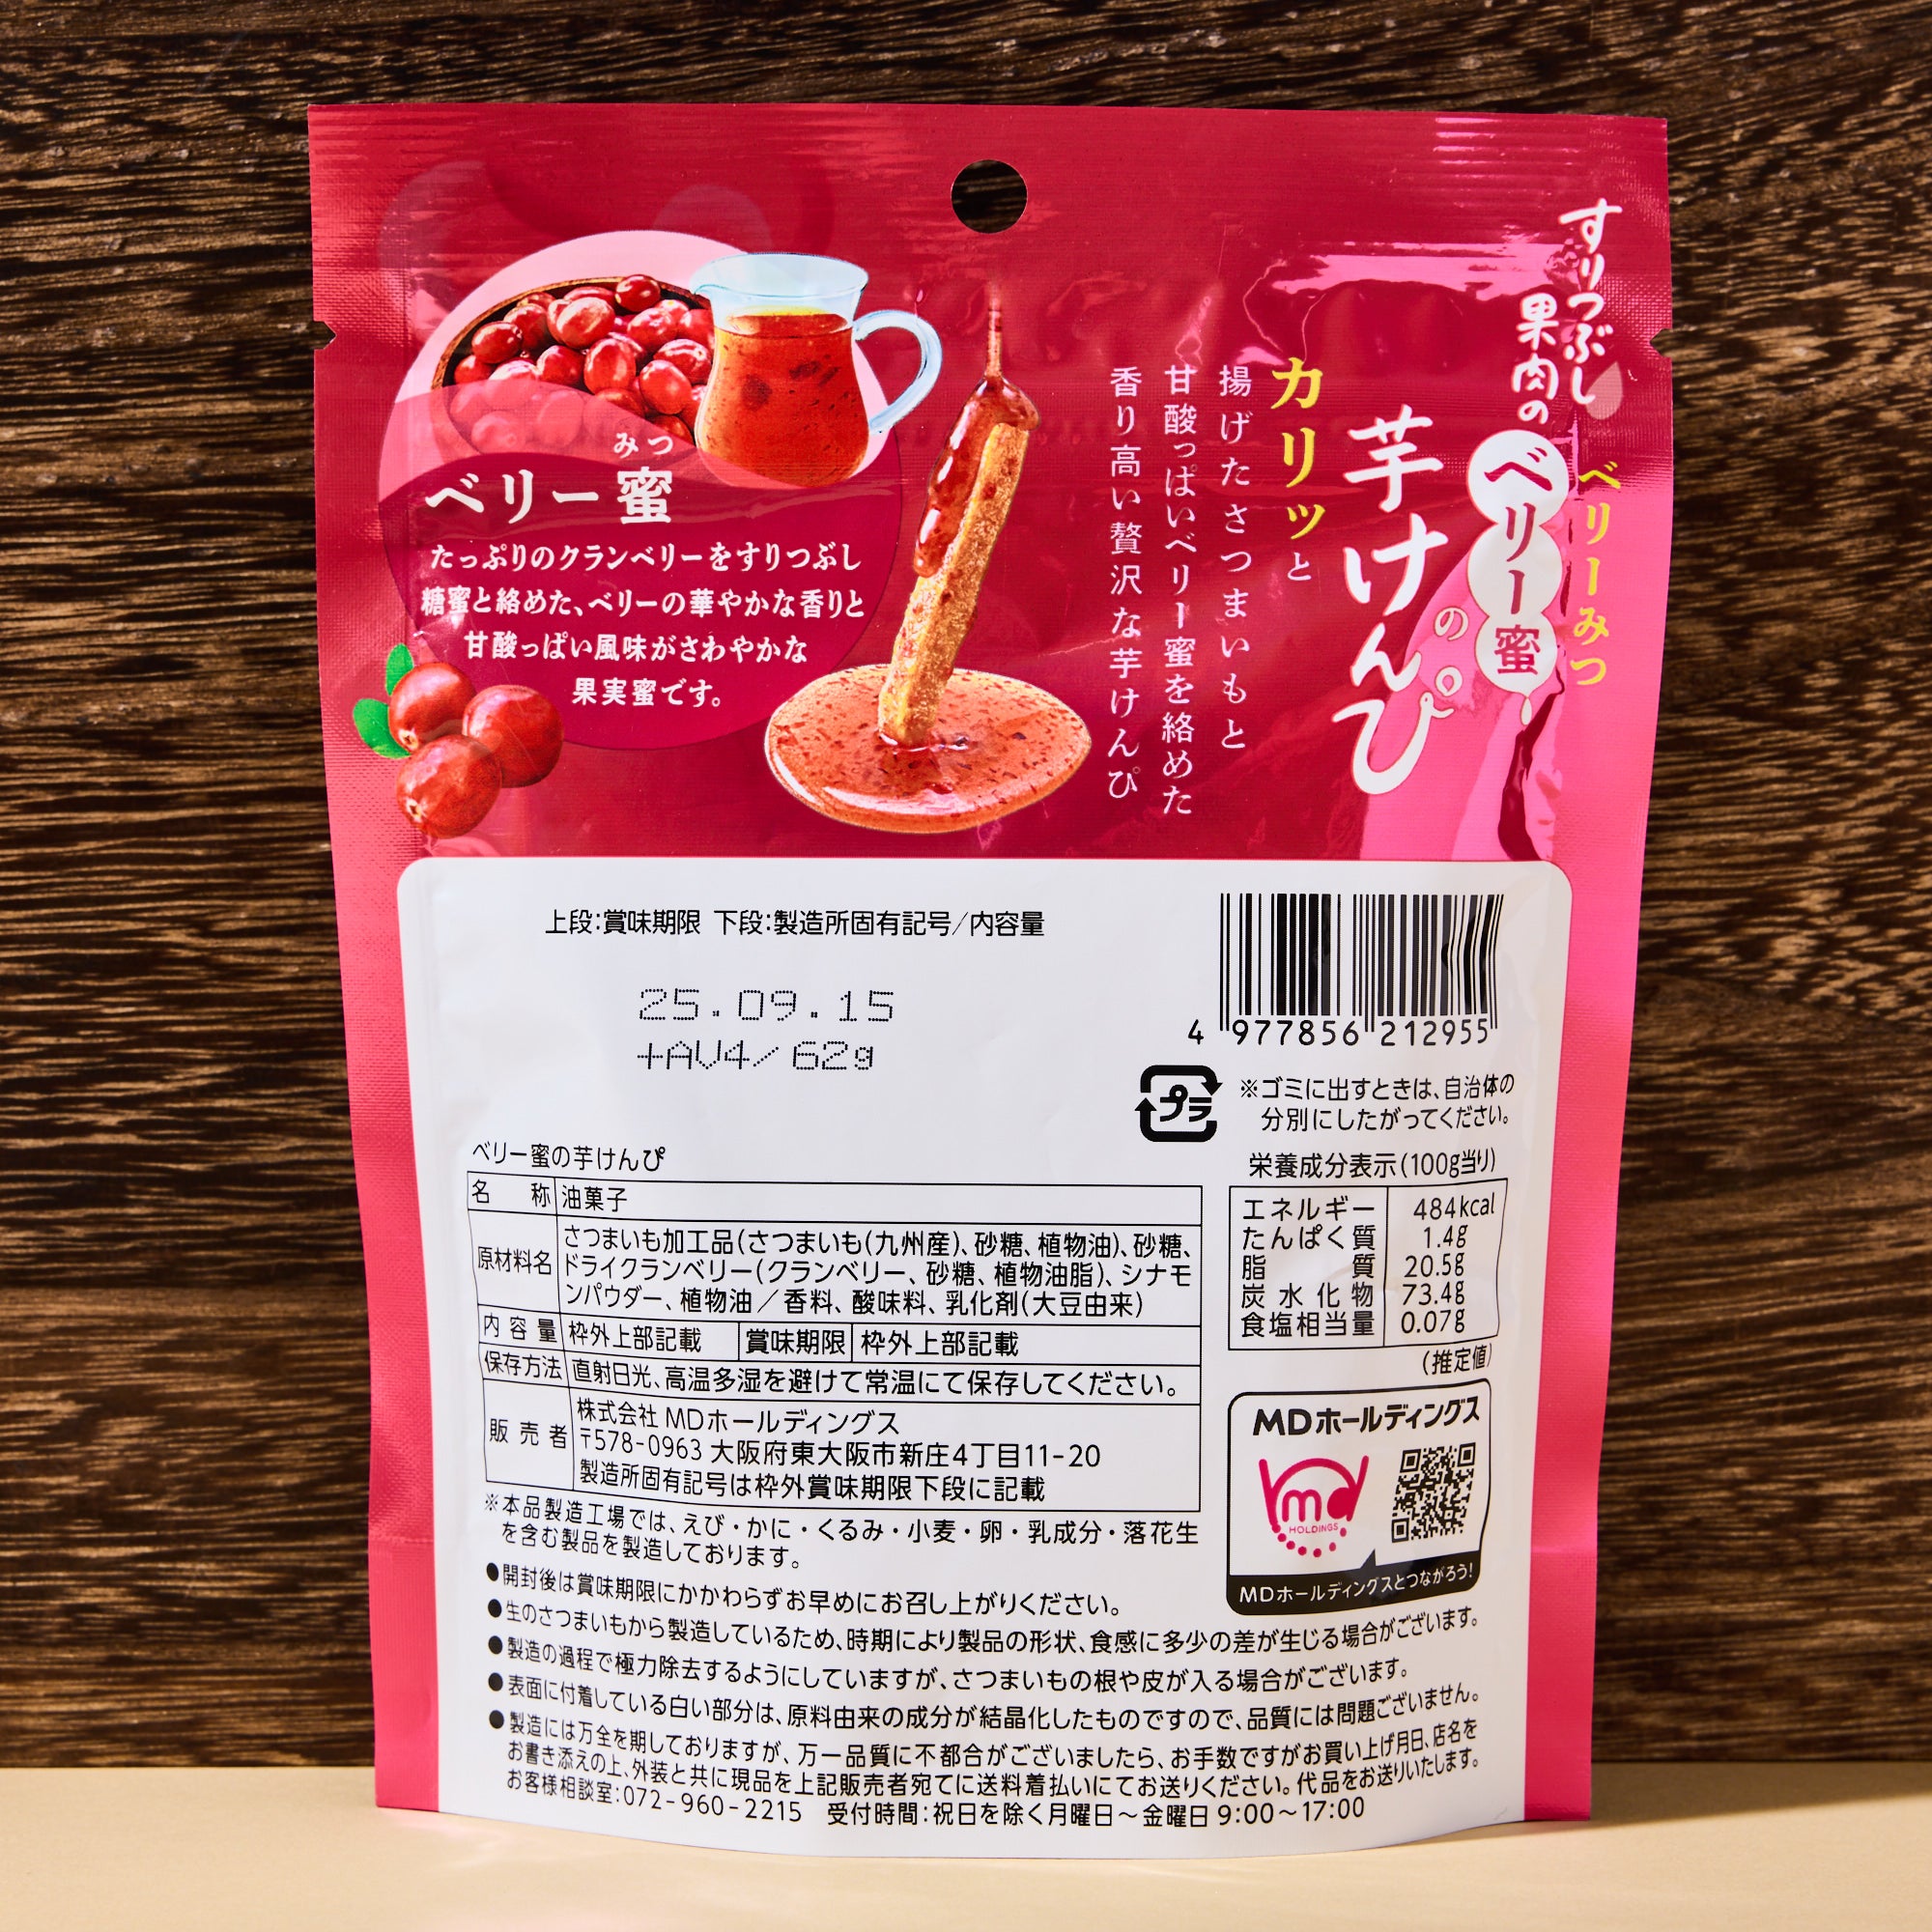 すりつぶし
果肉の
ベリーみつ
ベリー蜜
の
芋けんぴ
カリッと
揚げたさつまいもと
甘酸っぱいベリー蜜を絡めた
香り高い贅沢な芋けんぴ
みつ
ベリー蜜
たっぷりのクランベリーをすりつぶし
糖蜜と絡めた、ベリーの華やかな香りと
甘酸っぱい風味がさわやかな
果実蜜です。
上段:賞味期限 下段:製造所固有記号/内容量
25.09.15
+AV4/ 62g
4 977856 212955
プラ
※ゴミに出すときは、自治体の
分別にしたがってください。
ベリー蜜の芋けんぴ
名 称 油菓子
原材料名 さつまいも加工品(さつまいも(九州産)、砂糖、植物油)、砂糖、
ドライクランベリー(クランベリー、砂糖、植物油脂)、シナモ
ンパウダー、植物油/香料、酸味料、乳化剤(大豆由来)
内 容 量 枠外上部記載 賞味期限 枠外上部記載
保存方法 直射日光、高温多湿を避けて常温にて保存してください。
販 売 者 株式会社 MDホールディングス
〒578-0963 大阪府東大阪市新庄4丁目11-20
製造所固有記号は枠外賞味期限下段に記載
栄養成分表示(100g当り)
エネルギー 484kcal
たんぱく質 1.4g
脂 質 20.5g
炭水化物 73.4g
食塩相当量 0.07g
(推定値)
MDホールディングス
md
HOLDINGS
MDホールディングスとつながろう!
※本品製造工場では、えび・かに・くるみ・小麦・卵・乳成分・落花生
を含む製品を製造しております。
●開封後は賞味期限にかかわらずお早めにお召し上がりください。
●生のさつまいもから製造しているため、時期により製品の形状、食感に多少の差が生じる場合がございます。
●製造の過程で極力除去するようにしていますが、さつまいもの根や皮が入る場合がございます。
●表面に付着している白い部分は、原料由来の成分が結晶化したものですので、品質には問題ございません。
●製造には万全を期しておりますが、万一品質に不都合がございましたら、お手数ですがお買い上げ月日、店名を
お書き添えの上、外装と共に現品を上記販売者宛てに送料着払いにてお送りください。代品をお送りいたします。
お客様相談室:072-960-2215 受付時間:祝日を除く月曜日～金曜日 9:00～17:00